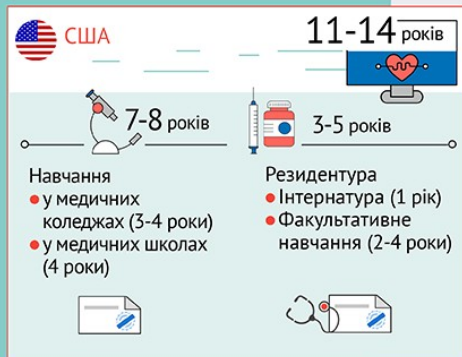 США
11-14 років
7-8 років
3-5 років
Навчання
• у медичних
коледжах (3-4 роки)
• у медичних школах
(4 роки)
Резидентура
• Інтернатура (1 рік)
• Факультативне
навчання (2-4 роки)